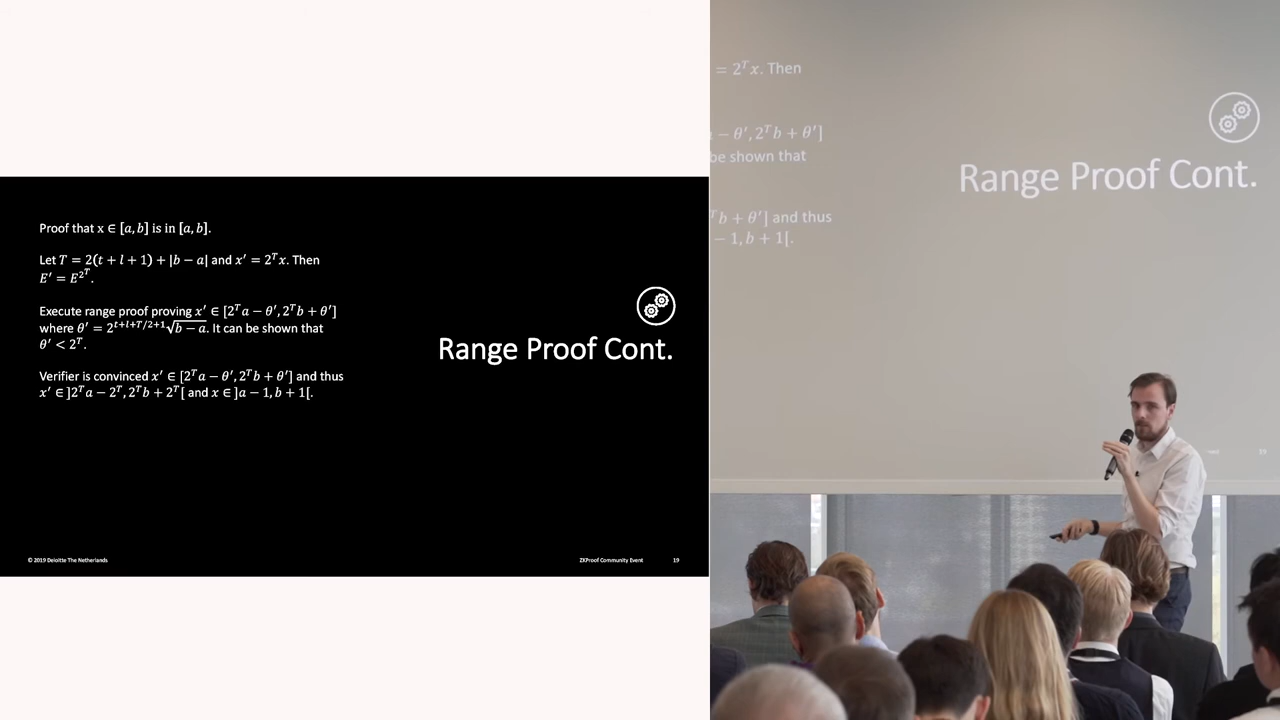 Proof that x ∈ [a, b] is in [a, b].
Let T = 2(t + l + 1) + |b − a| and x′ = 2^T x. Then
E′ = E^{2^T}.
Execute range proof proving x′ ∈ [2^T a − θ′, 2^T b + θ′]
where θ′ = 2^{t+l+T/2+1}√(b − a). It can be shown that
θ′ < 2^T.
Verifier is convinced x′ ∈ [2^T a − θ′, 2^T b + θ′] and thus
x′ ∈ ]2^T a − 2^T, 2^T b + 2^T[ and x ∈ ]a − 1, b + 1[.
Range Proof Cont.
© 2019 Deloitte The Netherlands
ZKProof Community Event
19
= 2^T x. Then
− θ′, 2^T b + θ′]
be shown that
b + θ′] and thus
− 1, b + 1[.
Range Proof Cont.